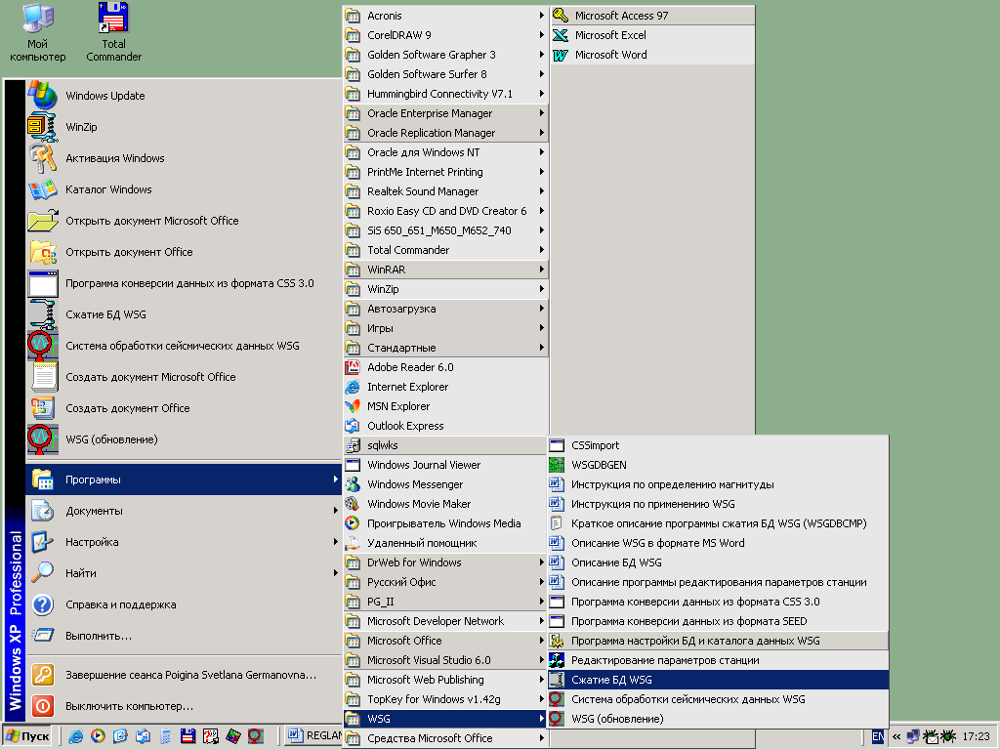 Мой
компьютер
Total
Commander
Windows Update
WinZip
Активация Windows
Каталог Windows
Открыть документ Microsoft Office
Открыть документ Office
Программа конверсии данных из формата CSS 3.0
Сжатие БД WSG
Система обработки сейсмических данных WSG
Создать документ Microsoft Office
Создать документ Office
WSG (обновление)
Программы
Документы
Настройка
Найти
Справка и поддержка
Выполнить...
Завершение сеанса Poigina Svetlana Germanovna...
Выключить компьютер...
Windows XP Professional
Acronis
CorelDRAW 9
Golden Software Grapher 3
Golden Software Surfer 8
Hummingbird Connectivity V7.1
Oracle Enterprise Manager
Oracle Replication Manager
Oracle для Windows NT
PrintMe Internet Printing
Realtek Sound Manager
Roxio Easy CD and DVD Creator 6
SiS 650_651_M650_M652_740
Total Commander
WinRAR
WinZip
Автозагрузка
Игры
Стандартные
Adobe Reader 6.0
Internet Explorer
MSN Explorer
Outlook Express
sqlwks
Windows Journal Viewer
Windows Messenger
Windows Movie Maker
Проигрыватель Windows Media
Удаленный помощник
DrWeb for Windows
Русский Офис
PG_II
Microsoft Developer Network
Microsoft Office
Microsoft Visual Studio 6.0
Microsoft Web Publishing
TopKey for Windows v1.42g
WSG
Средства Microsoft Office
Microsoft Access 97
Microsoft Excel
Microsoft Word
CSSimport
WSGDBGEN
Инструкция по определению магнитуды
Инструкция по применению WSG
Краткое описание программы сжатия БД WSG (WSGDBCMP)
Описание WSG в формате MS Word
Описание БД WSG
Описание программы редактирования параметров станции
Программа конверсии данных из формата CSS 3.0
Программа конверсии данных из формата SEED
Программа настройки БД и каталога данных WSG
Редактирование параметров станции
Сжатие БД WSG
Система обработки сейсмических данных WSG
WSG (обновление)
Пуск
REGLAN
EN
17:23